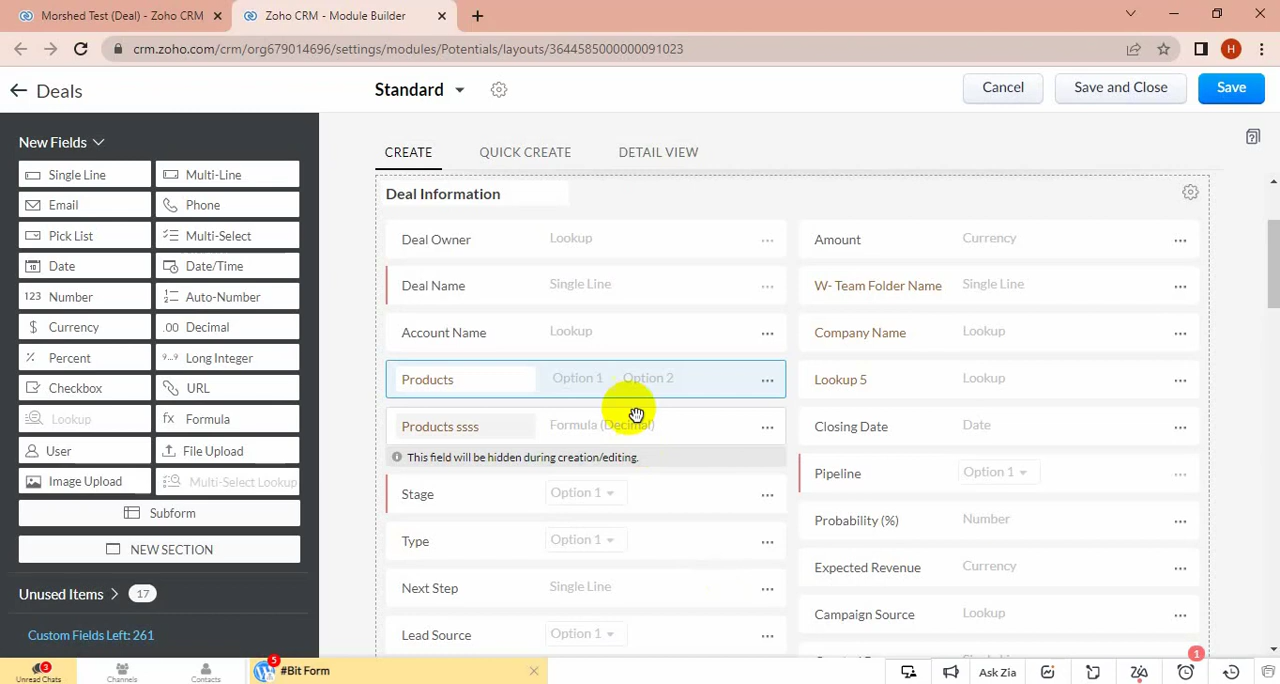 Morshed Test (Deal) - Zoho CRM
Zoho CRM - Module Builder
crm.zoho.com/crm/org679014696/settings/modules/Potentials/layouts/3644585000000091023
H
Deals
Standard
Cancel
Save and Close
Save
New Fields
Single Line
Multi-Line
Email
Phone
Pick List
Multi-Select
Date
Date/Time
123 Number
Auto-Number
$ Currency
.00 Decimal
% Percent
Long Integer
Checkbox
URL
Lookup
fx Formula
User
File Upload
Image Upload
Multi-Select Lookup
Subform
NEW SECTION
Unused Items 17
Custom Fields Left: 261
CREATE
QUICK CREATE
DETAIL VIEW
Deal Information
Deal Owner Lookup
Amount Currency
Deal Name Single Line
W- Team Folder Name Single Line
Account Name Lookup
Company Name Lookup
Products Option 1 Option 2
Lookup 5 Lookup
Products ssss Formula (Decimal)
This field will be hidden during creation/editing.
Closing Date Date
Stage Option 1
Pipeline Option 1
Type Option 1
Probability (%) Number
Next Step Single Line
Expected Revenue Currency
Lead Source Option 1
Campaign Source Lookup
3
Unread Chats
Channels
Contacts
5
#Bit Form
Ask Zia
1